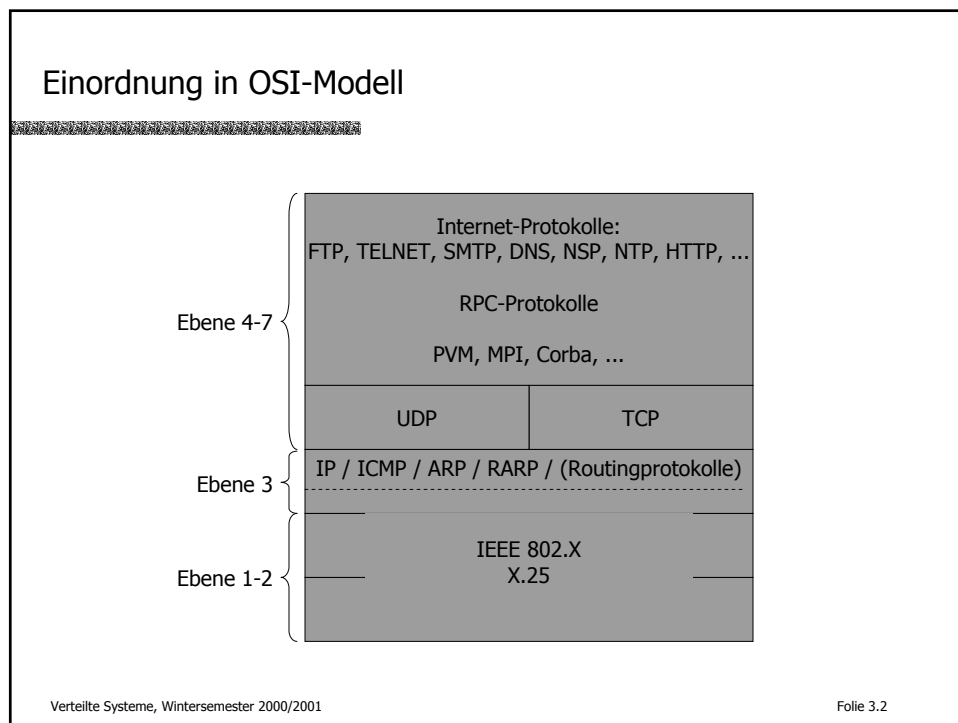 Einordnung in OSI-Modell
Internet-Protokolle:
FTP, TELNET, SMTP, DNS, NSP, NTP, HTTP, ...
RPC-Protokolle
Ebene 4-7
PVM, MPI, Corba, ...
UDP
TCP
IP / ICMP / ARP / RARP / (Routingprotokolle)
Ebene 3
IEEE 802.X
Ebene 1-2
X.25
Verteilte Systeme, Wintersemester 2000/2001
Folie 3.2